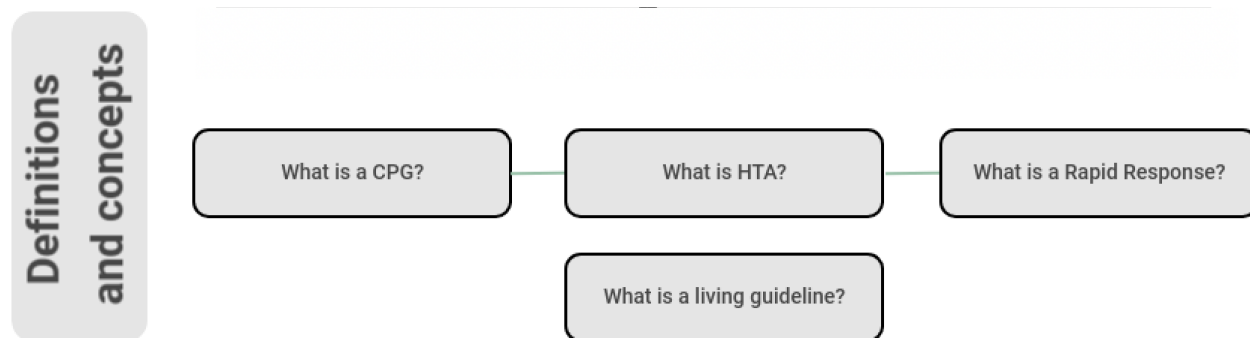 Definitions
and concepts
What is a CPG?
What is HTA?
What is a Rapid Response?
What is a living guideline?